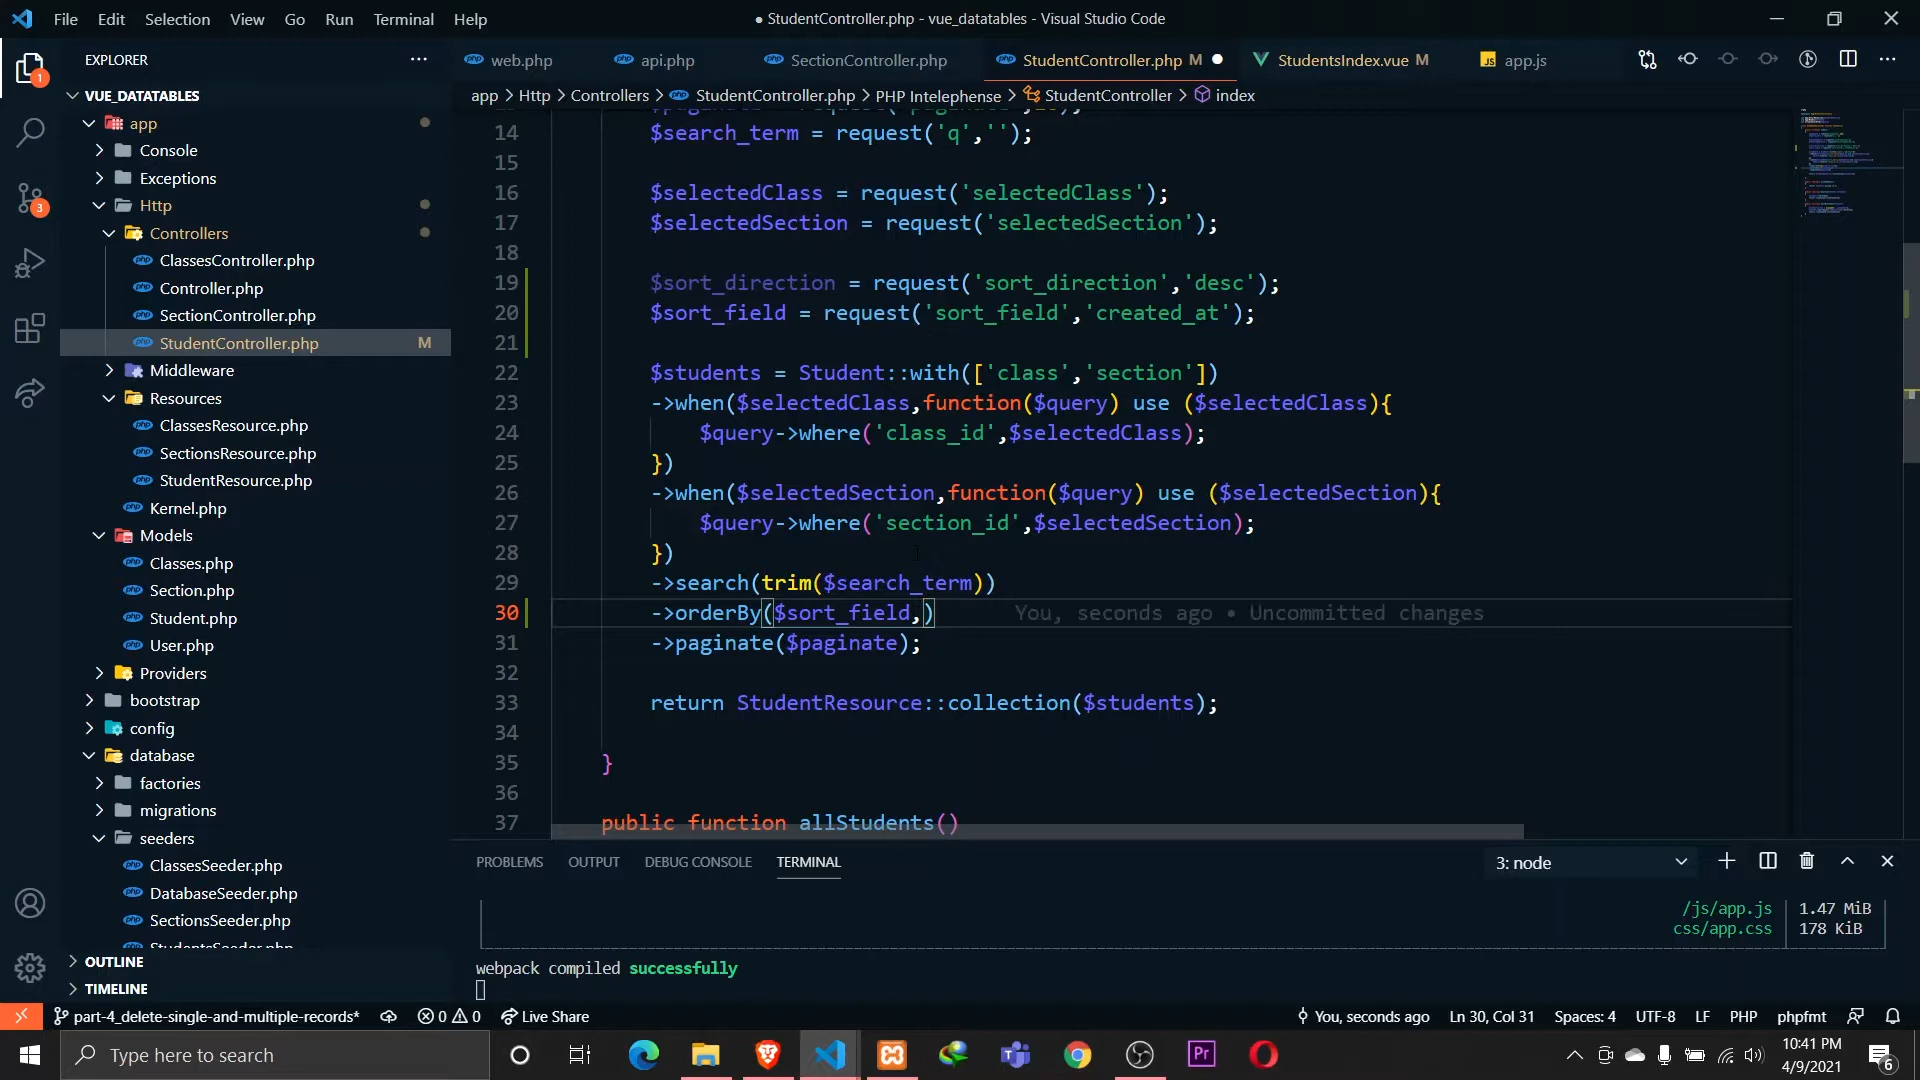 File Edit Selection View Go Run Terminal Help
● StudentController.php - vue_datatables - Visual Studio Code
EXPLORER
VUE_DATATABLES
app
Console
Exceptions
Http
Controllers
ClassesController.php
Controller.php
SectionController.php
StudentController.php M
Middleware
Resources
ClassesResource.php
SectionsResource.php
StudentResource.php
Kernel.php
Models
Classes.php
Section.php
Student.php
User.php
Providers
bootstrap
config
database
factories
migrations
seeders
ClassesSeeder.php
DatabaseSeeder.php
SectionsSeeder.php
StudentsSeeder.php
OUTLINE
TIMELINE
1
3
web.php api.php SectionController.php StudentController.php M StudentsIndex.vue M JS app.js
app > Http > Controllers > StudentController.php > PHP Intelephense > StudentController > index
14 $search_term = request('q','');
15
16 $selectedClass = request('selectedClass');
17 $selectedSection = request('selectedSection');
18
19 $sort_direction = request('sort_direction','desc');
20 $sort_field = request('sort_field','created_at');
21
22 $students = Student::with(['class','section'])
23 ->when($selectedClass,function($query) use ($selectedClass){
24 $query->where('class_id',$selectedClass);
25 })
26 ->when($selectedSection,function($query) use ($selectedSection){
27 $query->where('section_id',$selectedSection);
28 })
29 ->search(trim($search_term))
30 ->orderBy($sort_field,) You, seconds ago • Uncommitted changes
31 ->paginate($paginate);
32
33 return StudentResource::collection($students);
34
35 }
36
37 public function allStudents()
PROBLEMS OUTPUT DEBUG CONSOLE TERMINAL 3: node
/js/app.js 1.47 MiB
css/app.css 178 KiB
webpack compiled successfully
part-4_delete-single-and-multiple-records* 0 0 Live Share You, seconds ago Ln 30, Col 31 Spaces: 4 UTF-8 LF PHP phpfmt
Type here to search
Pr
10:41 PM
4/9/2021
6